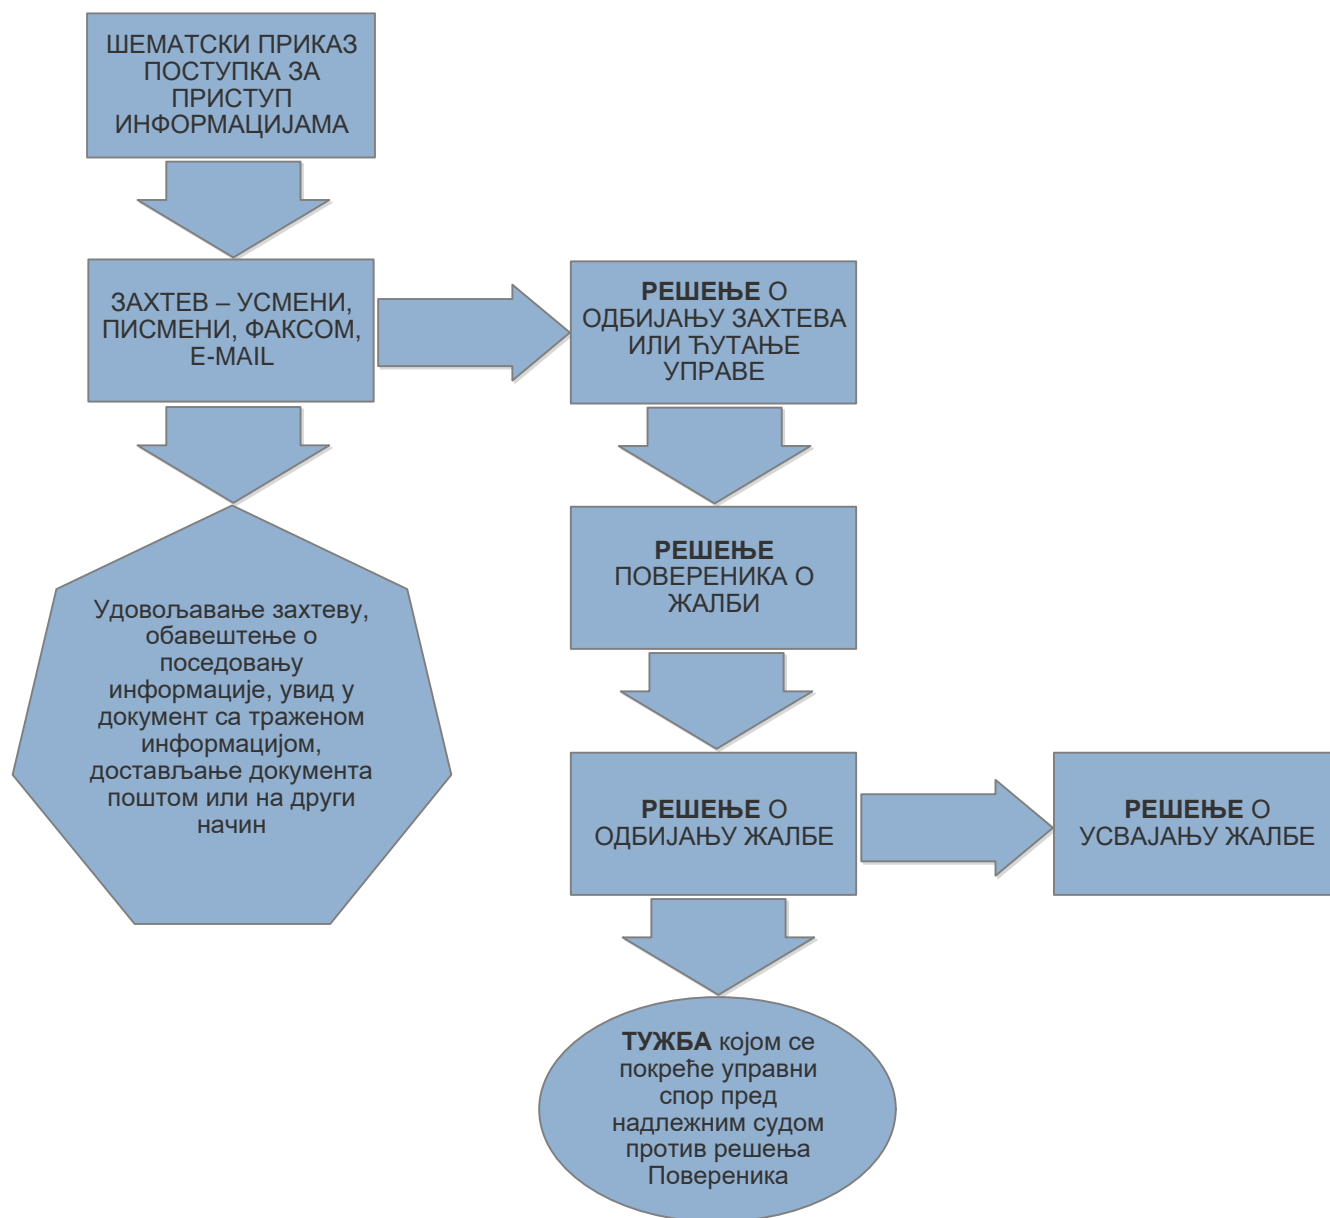 ШЕМАТСКИ ПРИКАЗ
ПОСТУПКА ЗА
ПРИСТУП
ИНФОРМАЦИЈАМА
ЗАХТЕВ – УСМЕНИ,
ПИСМЕНИ, ФАКСОМ,
E-MAIL
РЕШЕЊЕ О
ОДБИЈАЊУ ЗАХТЕВА
ИЛИ ЋУТАЊЕ
УПРАВЕ
Удовољавање захтеву,
обавештење о
поседовању
информације, увид у
документ са траженом
информацијом,
достављање документа
поштом или на други
начин
РЕШЕЊЕ
ПОВЕРЕНИКА О
ЖАЛБИ
РЕШЕЊЕ О
ОДБИЈАЊУ ЖАЛБЕ
РЕШЕЊЕ О
УСВАЈАЊУ ЖАЛБЕ
ТУЖБА којом се
покреће управни
спор пред
надлежним судом
против решења
Повереника